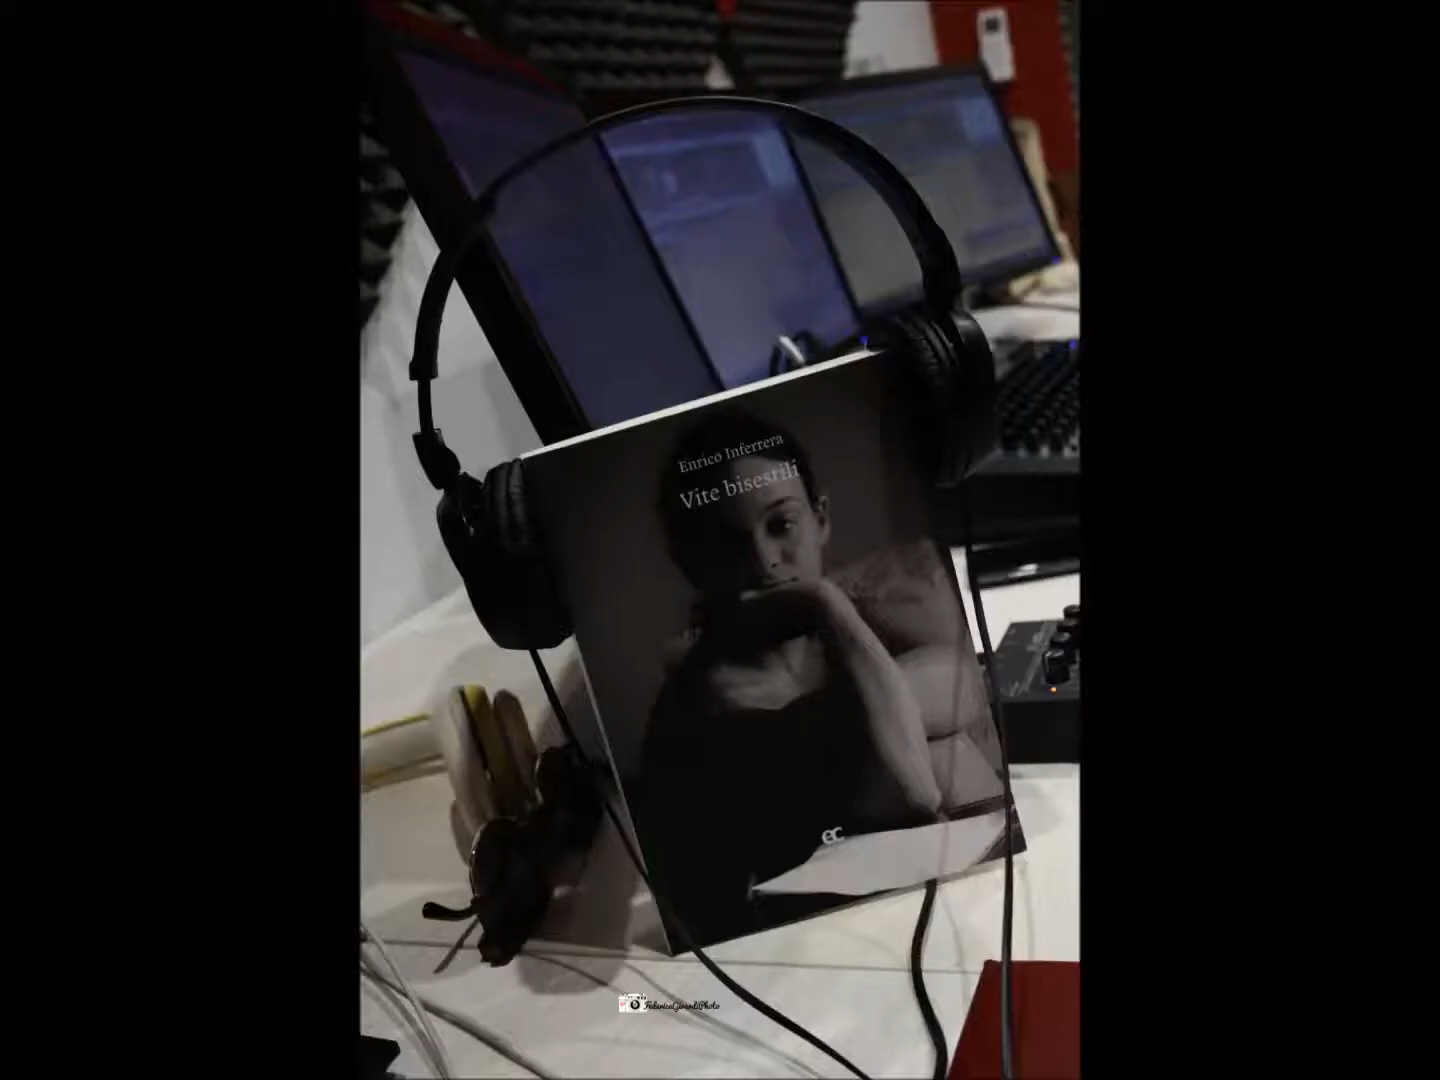 Enrico Inferrera
Vite bisestili
ec
FedericaGirardiPhoto